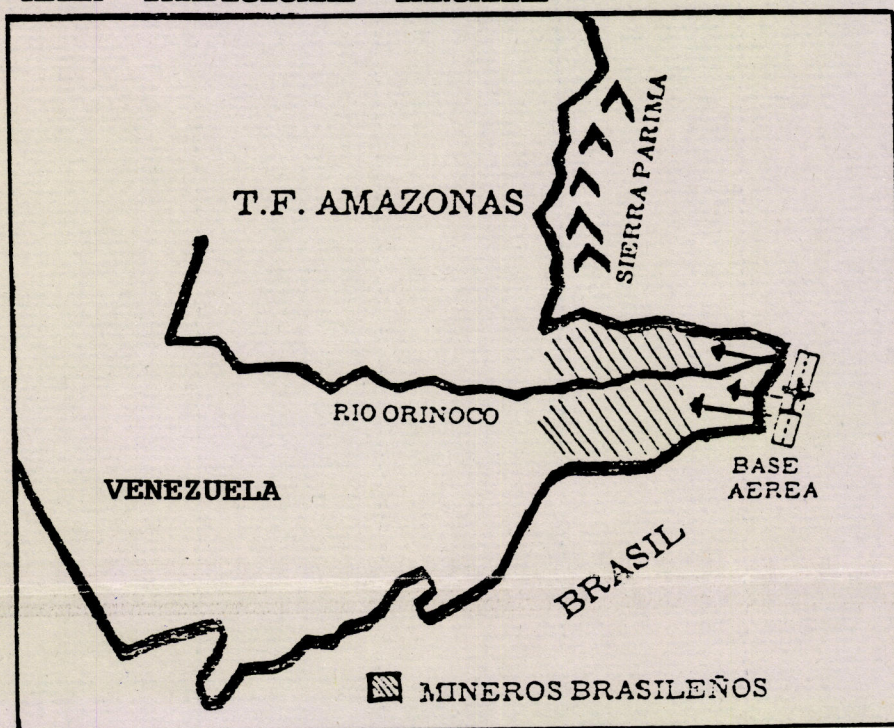 T.F. AMAZONAS
SIERRA PARIMA
RIO ORINOCO
BASE
AEREA
VENEZUELA
BRASIL
MINEROS BRASILEÑOS